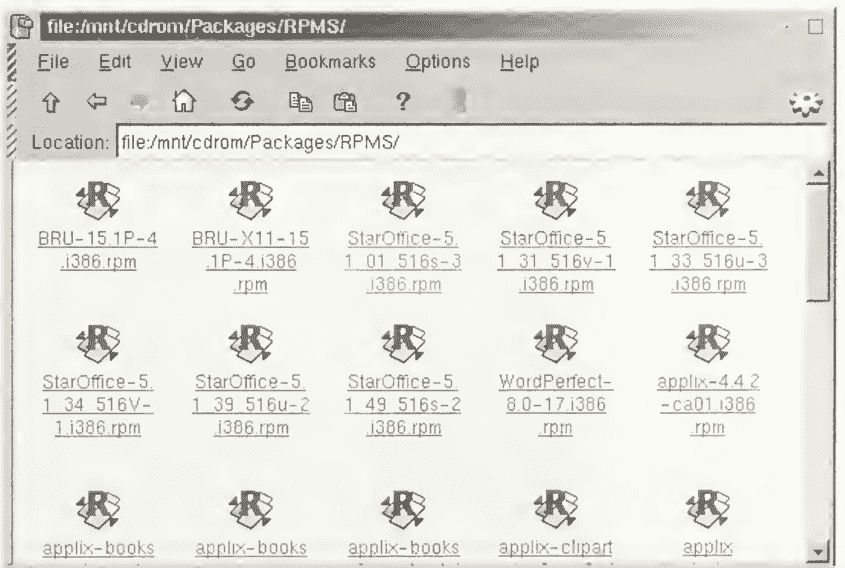 file:/mnt/cdrom/Packages/RPMS/
File Edit View Go Bookmarks Options Help
?
Location: file:/mnt/cdrom/Packages/RPMS/
R R R R R
BRU-15.1P-4 BRU-X11-15 StarOffice-5. StarOffice-5. StarOffice-5.
.i386.rpm .1P-4.i386 1_01_516s-3 1_31_516v-1 1_33_516u-3
.rpm .i386.rpm .i386.rpm .i386.rpm
R R R R R
StarOffice-5. StarOffice-5. StarOffice-5. WordPerfect- applix-4.4.2
1_34_516V- 1_39_516u-2 1_49_516s-2 8.0-17.i386 -ca01.i386
1.i386.rpm .i386.rpm .i386.rpm .rpm .rpm
R R R R R
applix-books applix-books applix-books applix-clipart applix